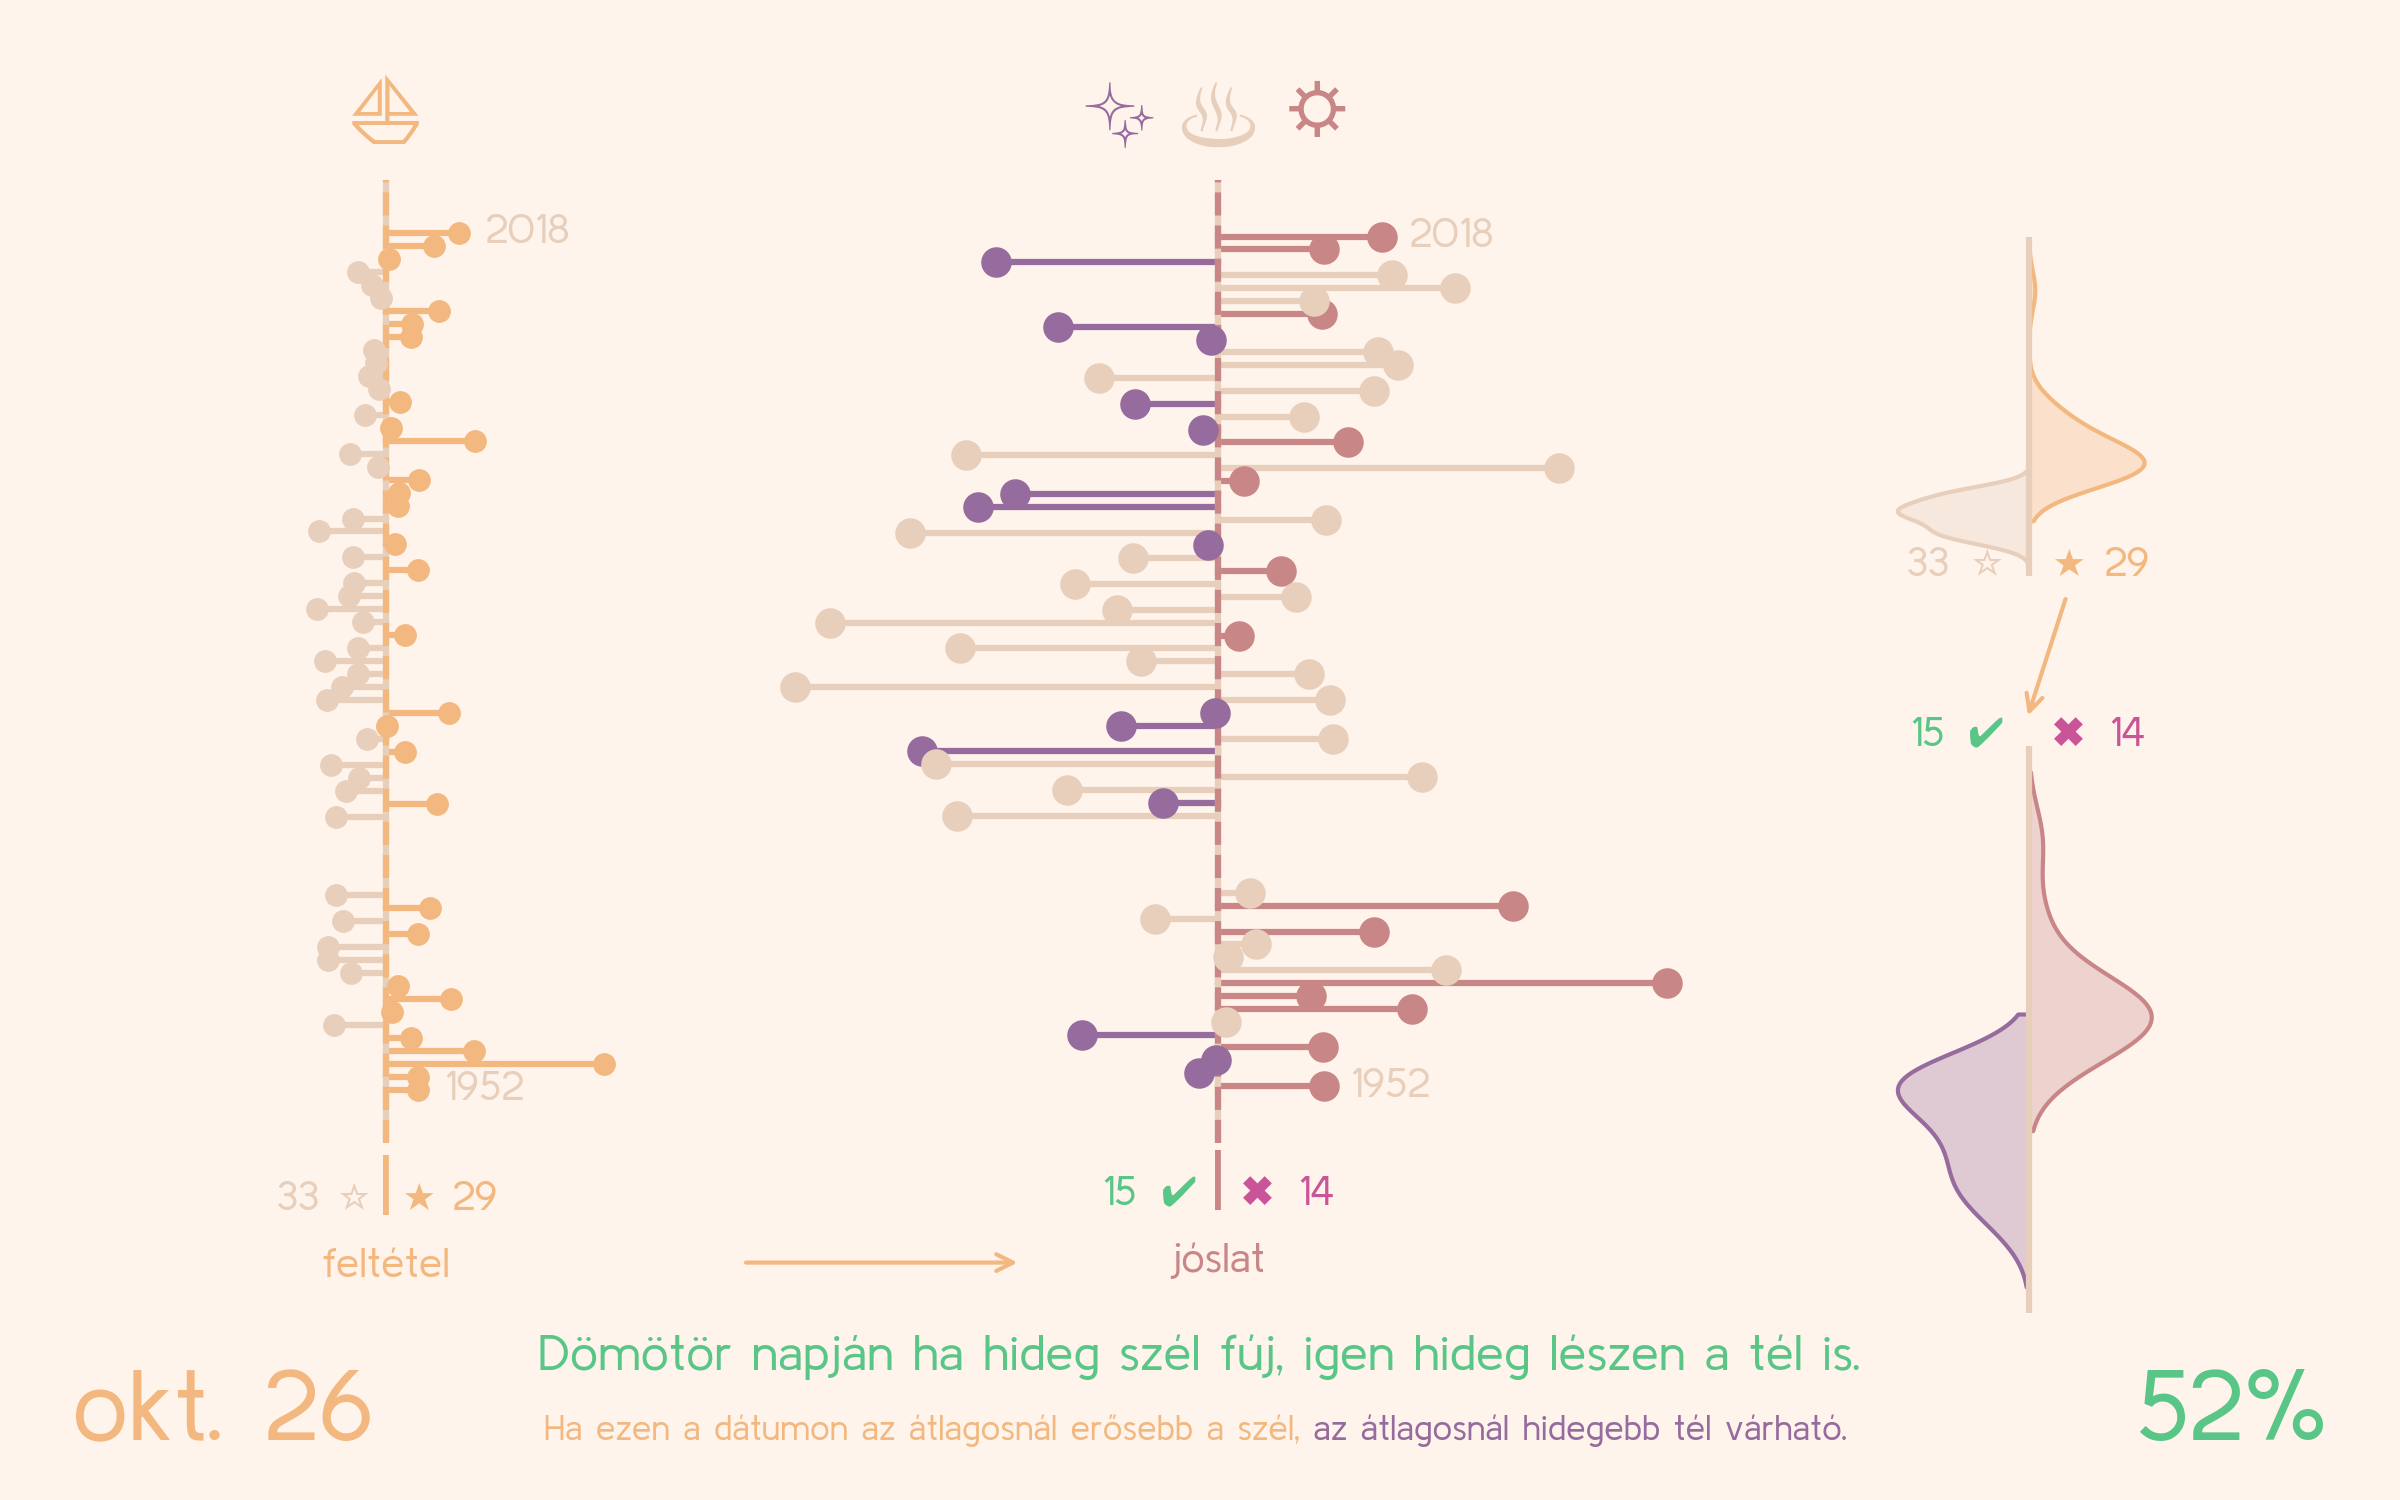 2018
2018
33 ☆ ★ 29
15 ✔ ✖ 14
1952
1952
33 ☆ ★ 29
15 ✔ ✖ 14
feltétel
jóslat
Dömötör napján ha hideg szél fúj, igen hideg lészen a tél is.
okt. 26
52%
Ha ezen a dátumon az átlagosnál erősebb a szél, az átlagosnál hidegebb tél várható.